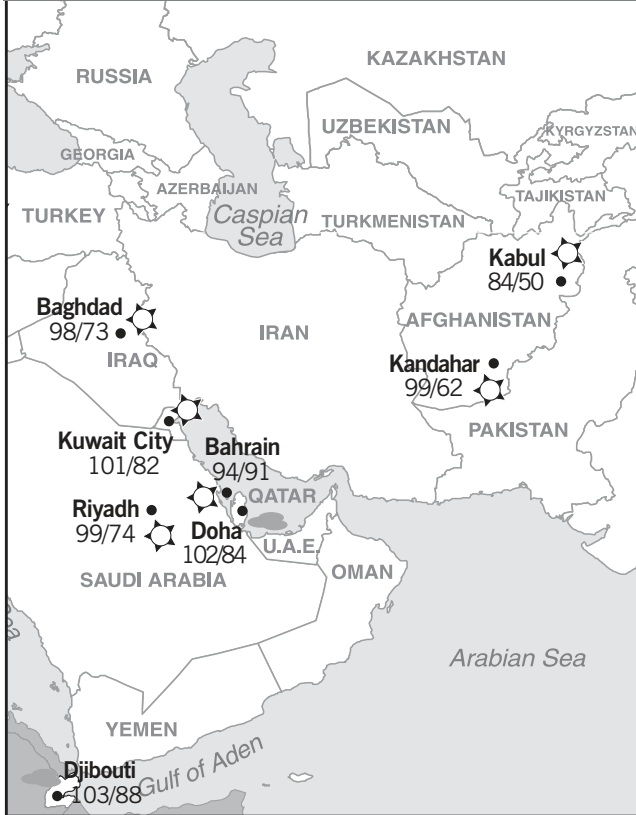 KAZAKHSTAN
RUSSIA
UZBEKISTAN
KYRGYZSTAN
GEORGIA
AZERBAIJAN
TAJIKISTAN
TURKEY
Caspian
Sea
TURKMENISTAN
Kabul
84/50
Baghdad
98/73
IRAQ
IRAN
AFGHANISTAN
Kandahar
99/62
PAKISTAN
Kuwait City
101/82
Bahrain
94/91
QATAR
Riyadh
99/74
Doha
102/84
U.A.E.
SAUDI ARABIA
OMAN
Arabian Sea
YEMEN
Gulf of Aden
Djibouti
103/88